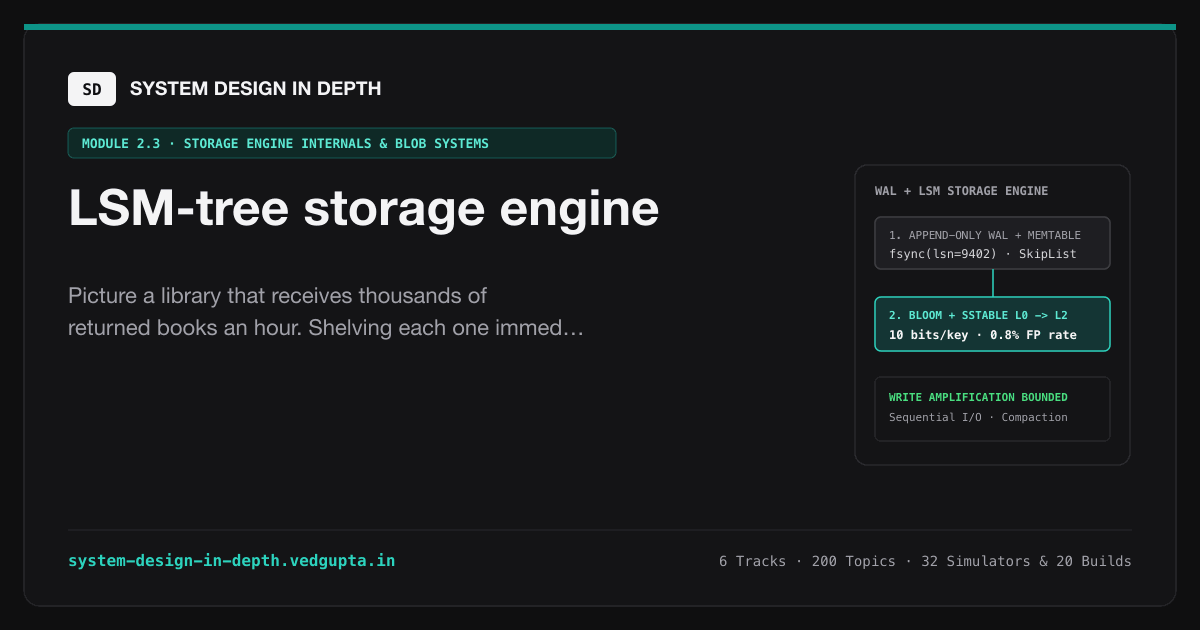 SD SYSTEM DESIGN IN DEPTH
MODULE 2.3 · STORAGE ENGINE INTERNALS & BLOB SYSTEMS
LSM-tree storage engine
Picture a library that receives thousands of
returned books an hour. Shelving each one immed…
WAL + LSM STORAGE ENGINE
1. APPEND-ONLY WAL + MEMTABLE
fsync(lsn=9402) · SkipList
2. BLOOM + SSTABLE L0 -> L2
10 bits/key · 0.8% FP rate
WRITE AMPLIFICATION BOUNDED
Sequential I/O · Compaction
system-design-in-depth.vedgupta.in
6 Tracks · 200 Topics · 32 Simulators & 20 Builds